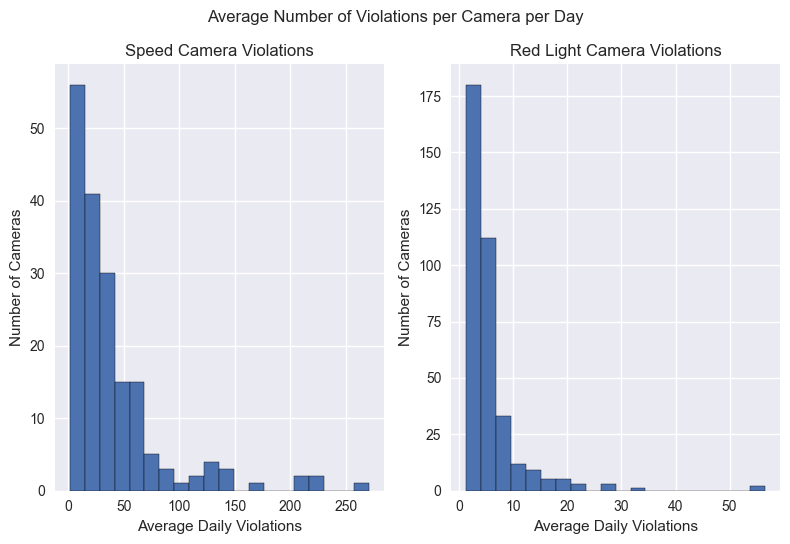 Average Number of Violations per Camera per Day
Speed Camera Violations
Number of Cameras
50
40
30
20
10
0
0 50 100 150 200 250
Average Daily Violations
Red Light Camera Violations
Number of Cameras
175
150
125
100
75
50
25
0
0 10 20 30 40 50
Average Daily Violations